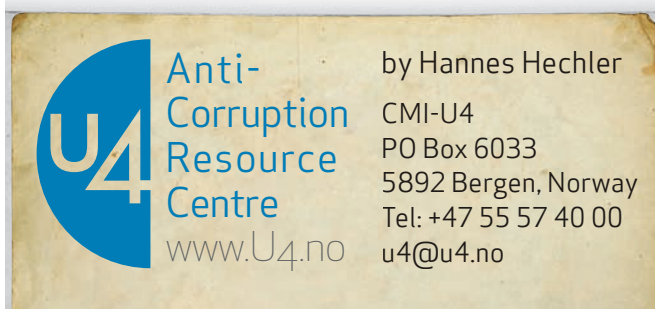 U4
Anti-
Corruption
Resource
Centre
www.U4.no
by Hannes Hechler
CMI-U4
PO Box 6033
5892 Bergen, Norway
Tel: +47 55 57 40 00
u4@u4.no